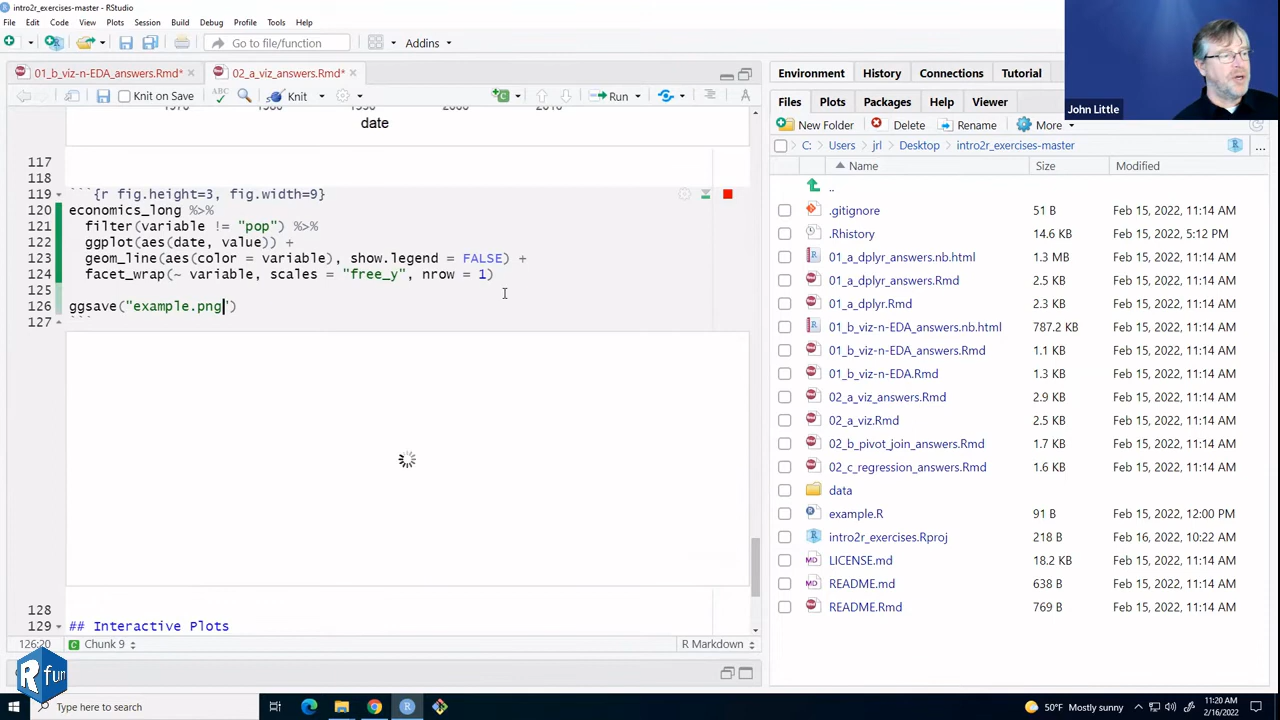 intro2r_exercises-master - RStudio
File Edit Code View Plots Session Build Debug Profile Tools Help
Go to file/function Addins
01_b_viz-n-EDA_answers.Rmd* 02_a_viz_answers.Rmd*
Knit on Save Knit Run
date
117
118
119 ```{r fig.height=3, fig.width=9}
120 economics_long %>%
121 filter(variable != "pop") %>%
122 ggplot(aes(date, value)) +
123 geom_line(aes(color = variable), show.legend = FALSE) +
124 facet_wrap(~ variable, scales = "free_y", nrow = 1)
125
126 ggsave("example.png")
127 ```
128
129 ## Interactive Plots
126:20 Chunk 9 R Markdown
Environment History Connections Tutorial
Files Plots Packages Help Viewer
New Folder Delete Rename More
C: Users jrl Desktop intro2r_exercises-master ...
Name Size Modified
..
.gitignore 51 B Feb 15, 2022, 11:14 AM
.Rhistory 14.6 KB Feb 15, 2022, 5:12 PM
01_a_dplyr_answers.nb.html 1.3 MB Feb 15, 2022, 11:14 AM
01_a_dplyr_answers.Rmd 2.5 KB Feb 15, 2022, 11:14 AM
01_a_dplyr.Rmd 2.3 KB Feb 15, 2022, 11:14 AM
01_b_viz-n-EDA_answers.nb.html 787.2 KB Feb 15, 2022, 11:14 AM
01_b_viz-n-EDA_answers.Rmd 1.1 KB Feb 15, 2022, 11:14 AM
01_b_viz-n-EDA.Rmd 1.3 KB Feb 15, 2022, 11:14 AM
02_a_viz_answers.Rmd 2.9 KB Feb 15, 2022, 11:14 AM
02_a_viz.Rmd 2.5 KB Feb 15, 2022, 11:14 AM
02_b_pivot_join_answers.Rmd 1.7 KB Feb 15, 2022, 11:14 AM
02_c_regression_answers.Rmd 1.6 KB Feb 15, 2022, 11:14 AM
data
example.R 91 B Feb 15, 2022, 12:00 PM
intro2r_exercises.Rproj 218 B Feb 16, 2022, 10:22 AM
LICENSE.md 18.2 KB Feb 15, 2022, 11:14 AM
README.md 638 B Feb 15, 2022, 11:14 AM
README.Rmd 769 B Feb 15, 2022, 11:14 AM
John Little
R fun
Type here to search
50°F Mostly sunny
11:20 AM
2/16/2022